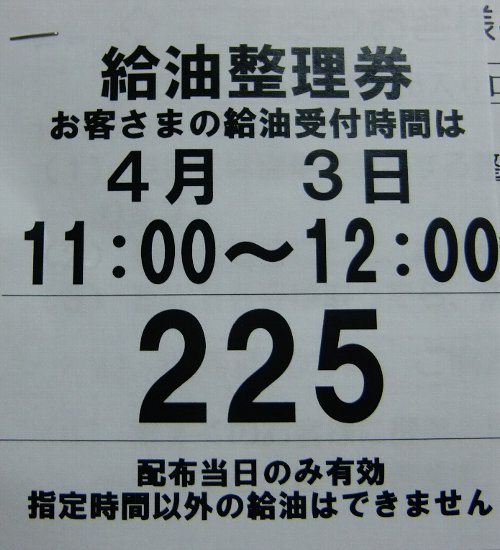 給油整理券
お客さまの給油受付時間は
4月 3日
11:00～12:00
225
配布当日のみ有効
指定時間以外の給油はできません